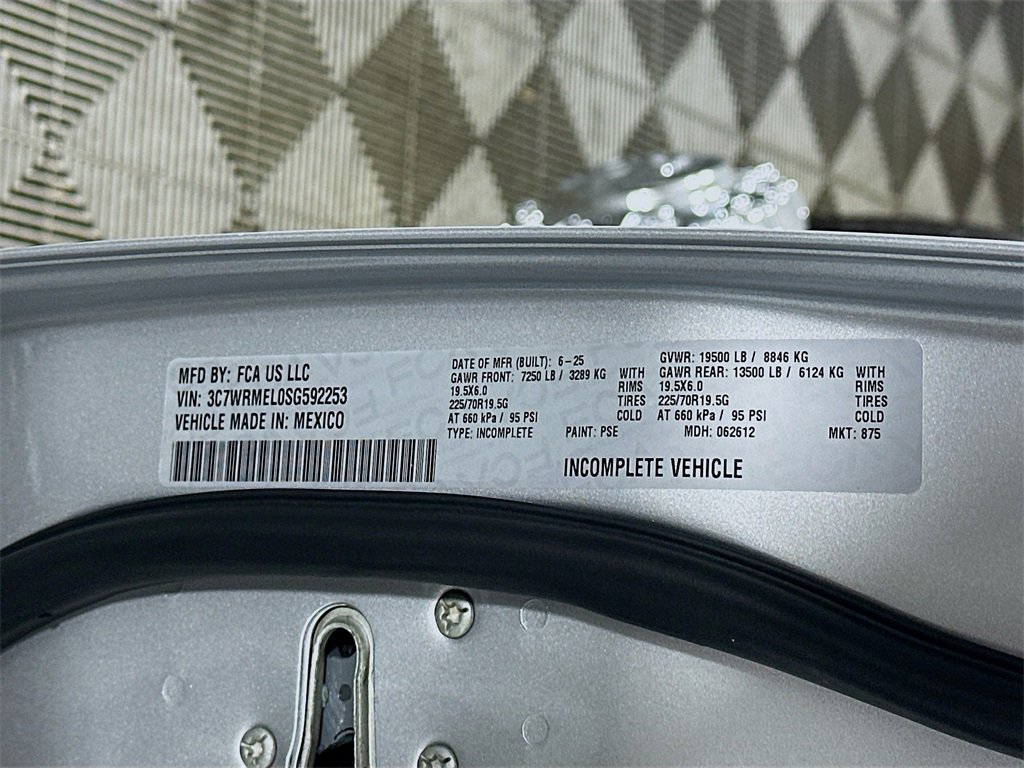 MFD BY: FCA US LLC
VIN: 3C7WRMEL0SG592253
VEHICLE MADE IN: MEXICO
DATE OF MFR (BUILT): 6-25
GAWR FRONT: 7250 LB / 3289 KG WITH
19.5X6.0 RIMS
225/70R19.5G TIRES
AT 660 kPa / 95 PSI COLD
TYPE: INCOMPLETE
GVWR: 19500 LB / 8846 KG
GAWR REAR: 13500 LB / 6124 KG WITH
19.5X6.0 RIMS
225/70R19.5G TIRES
AT 660 kPa / 95 PSI COLD
PAINT: PSE MDH: 062612 MKT: 875
INCOMPLETE VEHICLE